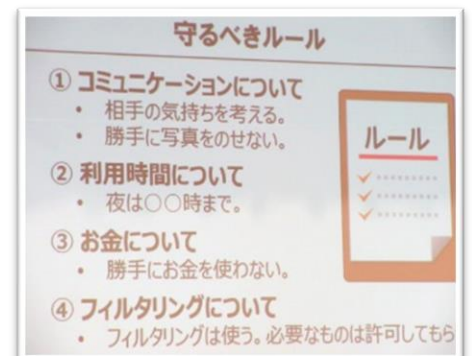 守るべきルール
① コミュニケーションについて
• 相手の気持ちを考える。
• 勝手に写真をのせない。
ルール
② 利用時間について
• 夜は○○時まで。
③ お金について
• 勝手にお金を使わない。
④ フィルタリングについて
• フィルタリングは使う。必要なものは許可してもら